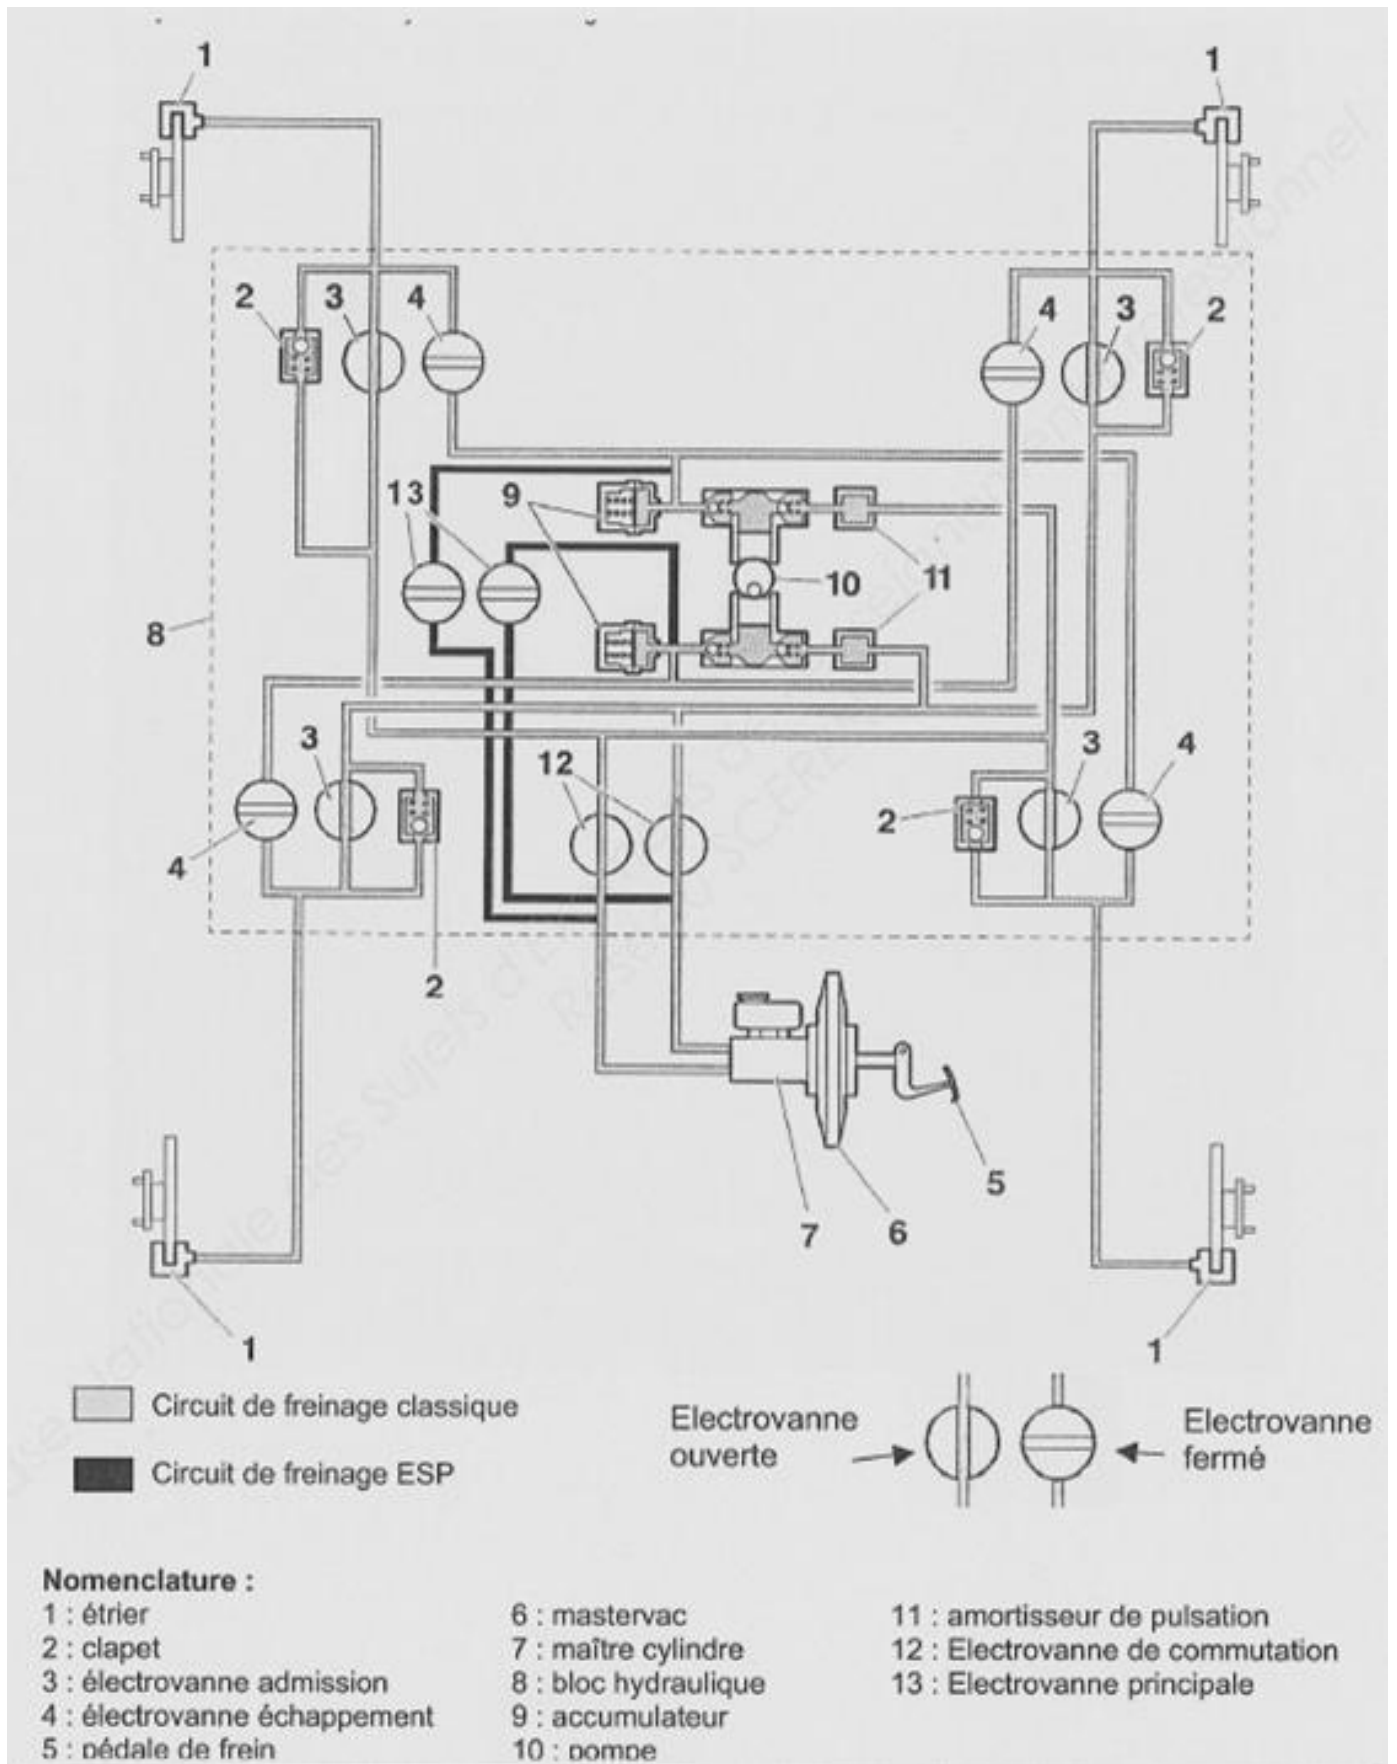 1
1
2
3
4
4
3
2
13
9
10
11
8
3
12
3
4
2
4
2
5
7
6
1
1
Circuit de freinage classique
Circuit de freinage ESP
Electrovanne
ouverte
Electrovanne
fermé
Nomenclature :
1 : étrier
2 : clapet
3 : électrovanne admission
4 : électrovanne échappement
5 : pédale de frein
6 : mastervac
7 : maître cylindre
8 : bloc hydraulique
9 : accumulateur
10 : pompe
11 : amortisseur de pulsation
12 : Electrovanne de commutation
13 : Electrovanne principale